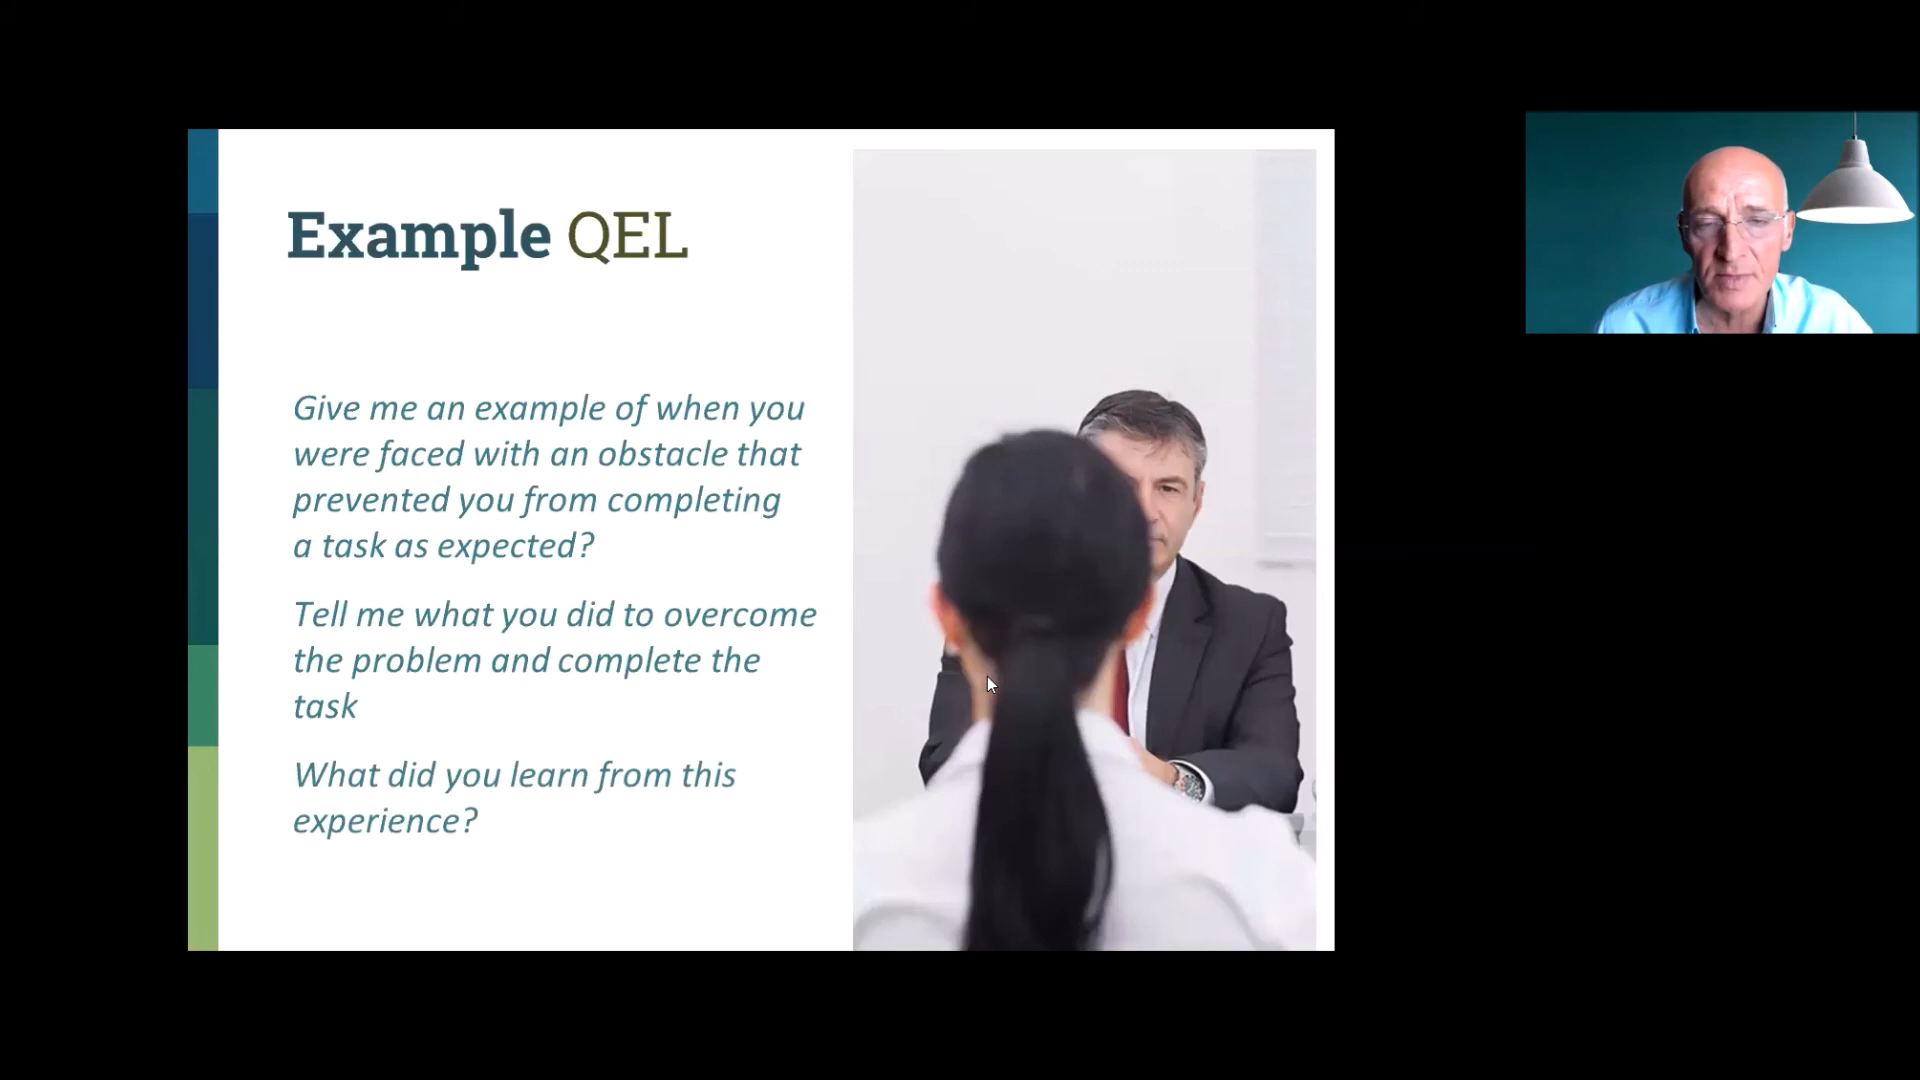 Example QEL
Give me an example of when you
were faced with an obstacle that
prevented you from completing
a task as expected?
Tell me what you did to overcome
the problem and complete the
task
What did you learn from this
experience?